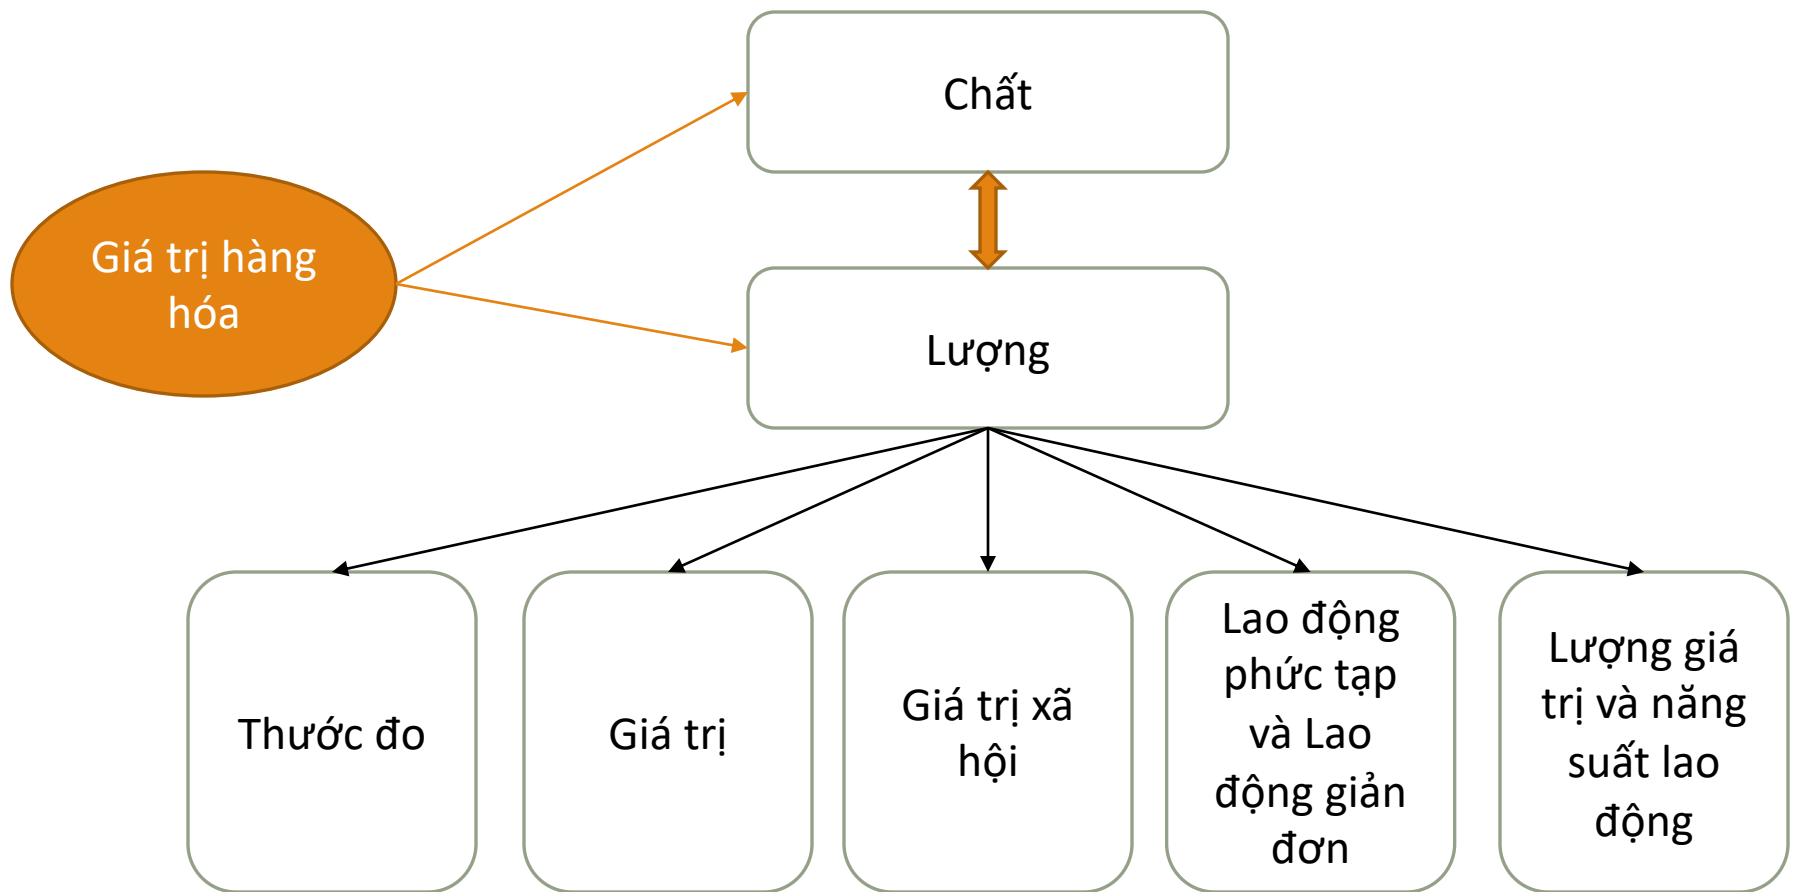 Chất
Giá trị hàng
hóa
Lượng
Thước đo
Giá trị
Giá trị xã
hội
Lao động
phức tạp
và Lao
động giản
đơn
Lượng giá
trị và năng
suất lao
động